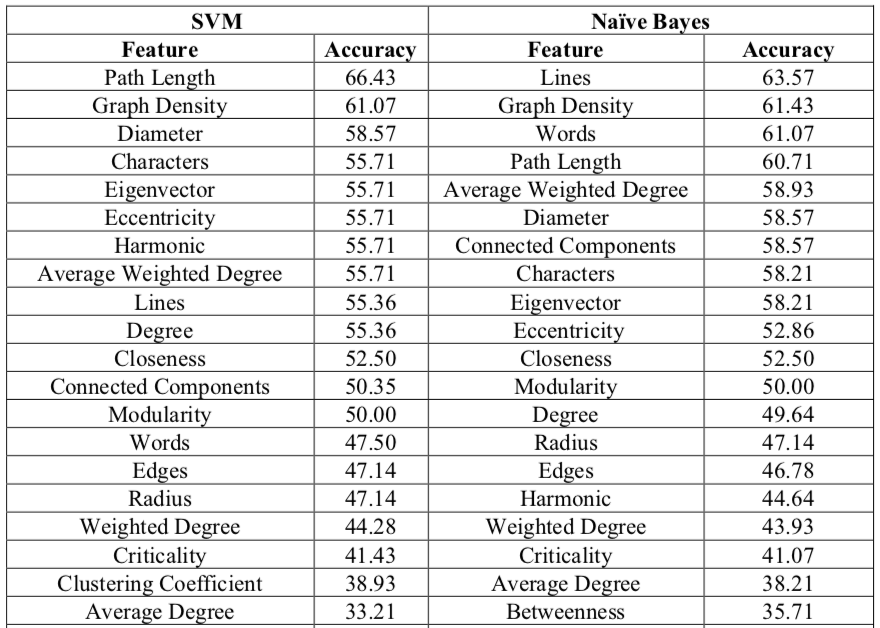 SVM Naïve Bayes
Feature Accuracy Feature Accuracy
Path Length 66.43 Lines 63.57
Graph Density 61.07 Graph Density 61.43
Diameter 58.57 Words 61.07
Characters 55.71 Path Length 60.71
Eigenvector 55.71 Average Weighted Degree 58.93
Eccentricity 55.71 Diameter 58.57
Harmonic 55.71 Connected Components 58.57
Average Weighted Degree 55.71 Characters 58.21
Lines 55.36 Eigenvector 58.21
Degree 55.36 Eccentricity 52.86
Closeness 52.50 Closeness 52.50
Connected Components 50.35 Modularity 50.00
Modularity 50.00 Degree 49.64
Words 47.50 Radius 47.14
Edges 47.14 Edges 46.78
Radius 47.14 Harmonic 44.64
Weighted Degree 44.28 Weighted Degree 43.93
Criticality 41.43 Criticality 41.07
Clustering Coefficient 38.93 Average Degree 38.21
Average Degree 33.21 Betweenness 35.71